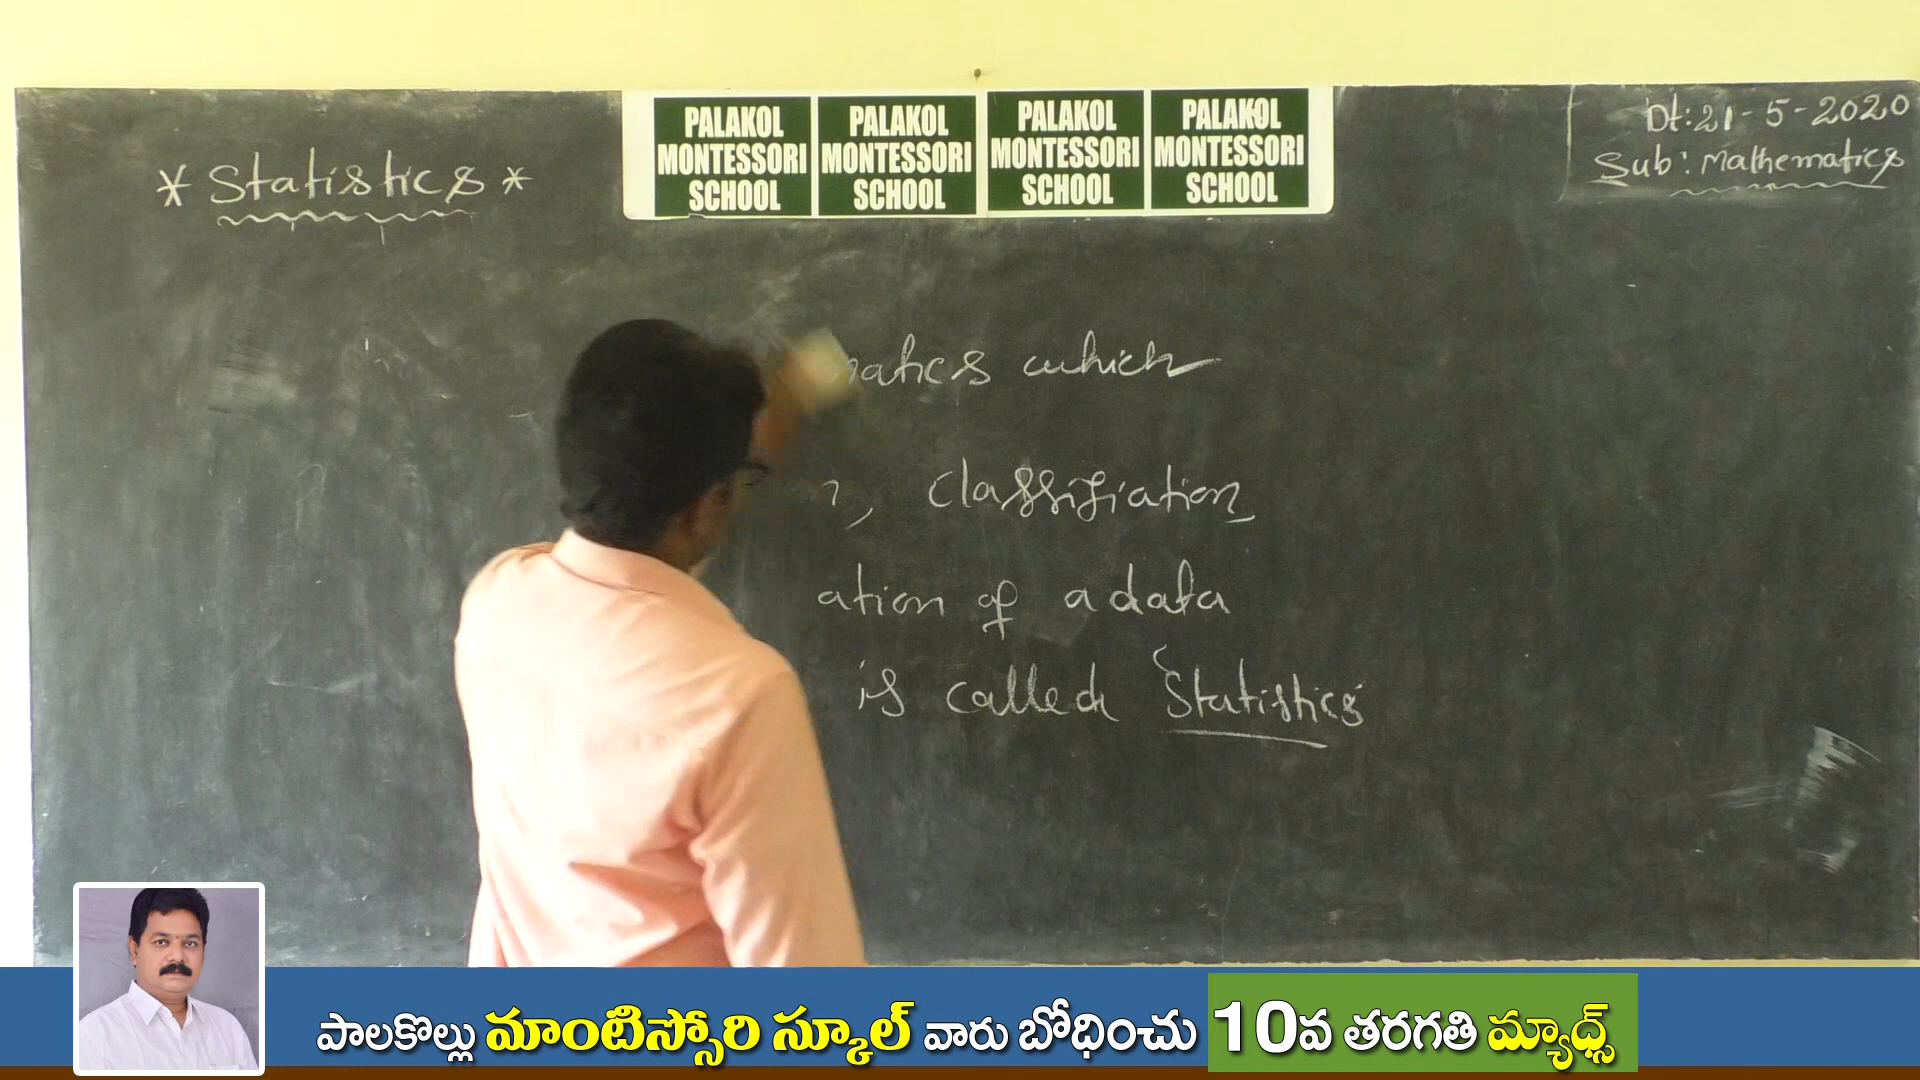 PALAKOL MONTESSORI SCHOOL
PALAKOL MONTESSORI SCHOOL
PALAKOL MONTESSORI SCHOOL
PALAKOL MONTESSORI SCHOOL
Dt:21-5-2020
Sub: Mathematics
* Statistics *
matics which
, Classifiation
ation of a data
is called Statistics
పాలకొల్లు మాంటిస్సోరి స్కూల్ వారు బోధించు 10వ తరగతి మ్యాథ్స్